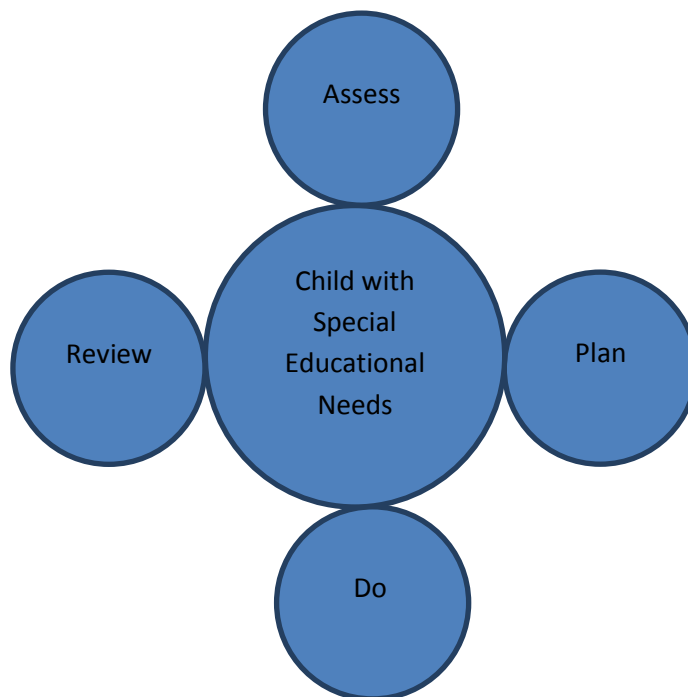 Assess
Child with
Special
Educational
Needs
Review
Plan
Do